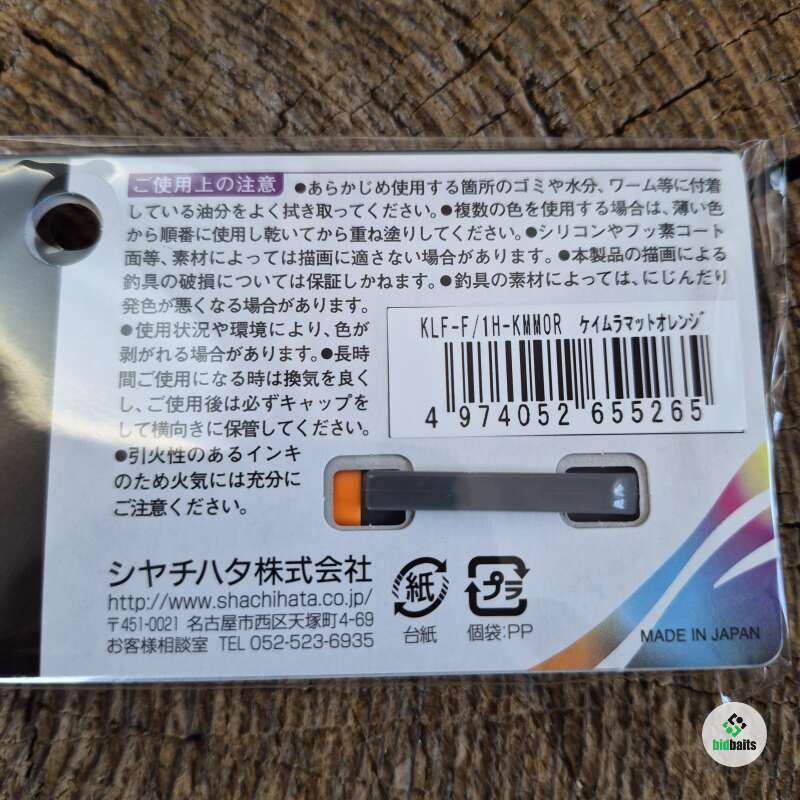 ご使用上の注意 ●あらかじめ使用する箇所のゴミや水分、ワーム等に付着
している油分をよく拭き取ってください。●複数の色を使用する場合は、薄い色
から順番に使用し乾いてから重ね塗りしてください。●シリコンやフッ素コート
面等、素材によっては描画に適さない場合があります。●本製品の描画による
釣具の破損については保証しかねます。●釣具の素材によっては、にじんだり
発色が悪くなる場合があります。
●使用状況や環境により、色が
剥がれる場合があります。●長時
間ご使用になる時は換気を良く
し、ご使用後は必ずキャップを
して横向きに保管してください。
●引火性のあるインキ
のため火気には充分に
ご注意ください。
KLF-F/1H-KMMOR ケイムラマットオレンジ
4 974052 655265
シヤチハタ株式会社
http://www.shachihata.co.jp/
〒451-0021 名古屋市西区天塚町4-69
お客様相談室 TEL 052-523-6935
紙
台紙
プラ
個袋:PP
MADE IN JAPAN
bidbaits